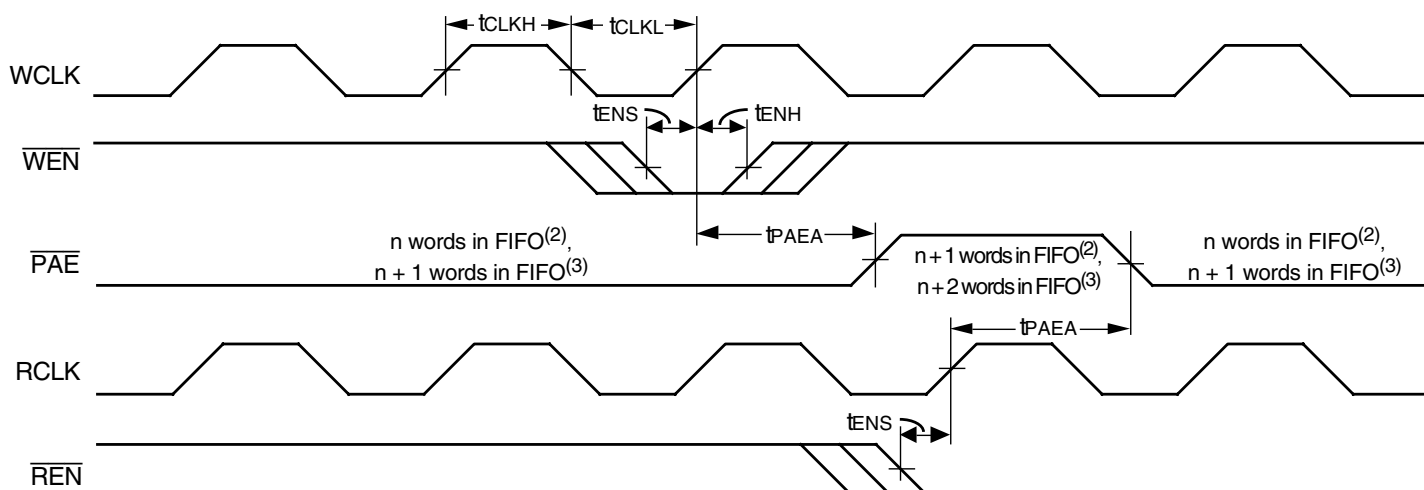 tCLKH
tCLKL
WCLK
tENS
tENH
WEN
tPAEA
n words in FIFO(2),
n + 1 words in FIFO(3)
PAE
n + 1 words in FIFO(2),
n + 2 words in FIFO(3)
n words in FIFO(2),
n + 1 words in FIFO(3)
tPAEA
RCLK
tENS
REN